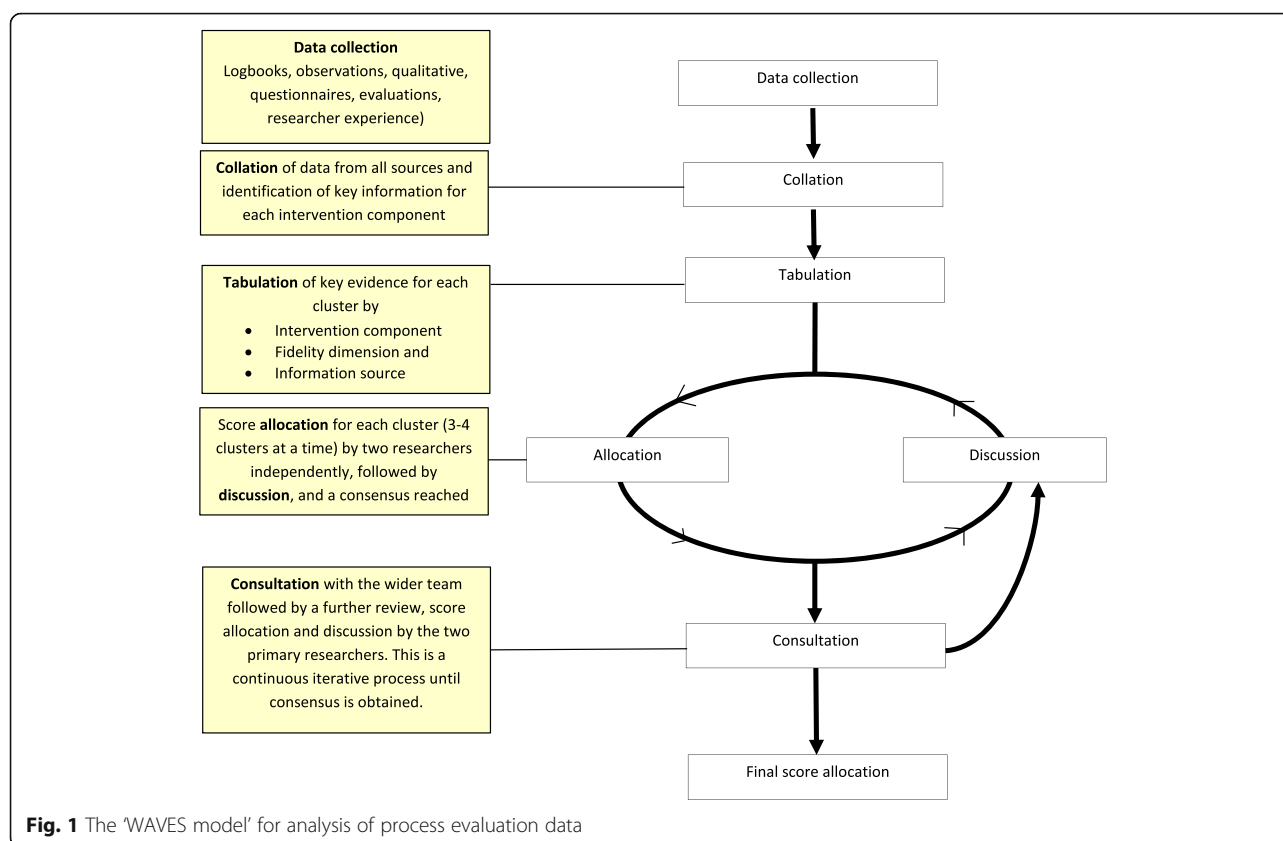 Data collection
Logbooks, observations, qualitative,
questionnaires, evaluations,
researcher experience)
Data collection
Collation of data from all sources and
identification of key information for
each intervention component
Collation
Tabulation of key evidence for each
cluster by
• Intervention component
• Fidelity dimension and
• Information source
Tabulation
Score allocation for each cluster (3-4
clusters at a time) by two researchers
independently, followed by
discussion, and a consensus reached
Allocation
Discussion
Consultation with the wider team
followed by a further review, score
allocation and discussion by the two
primary researchers. This is a
continuous iterative process until
consensus is obtained.
Consultation
Final score allocation
Fig. 1 The ‘WAVES model’ for analysis of process evaluation data